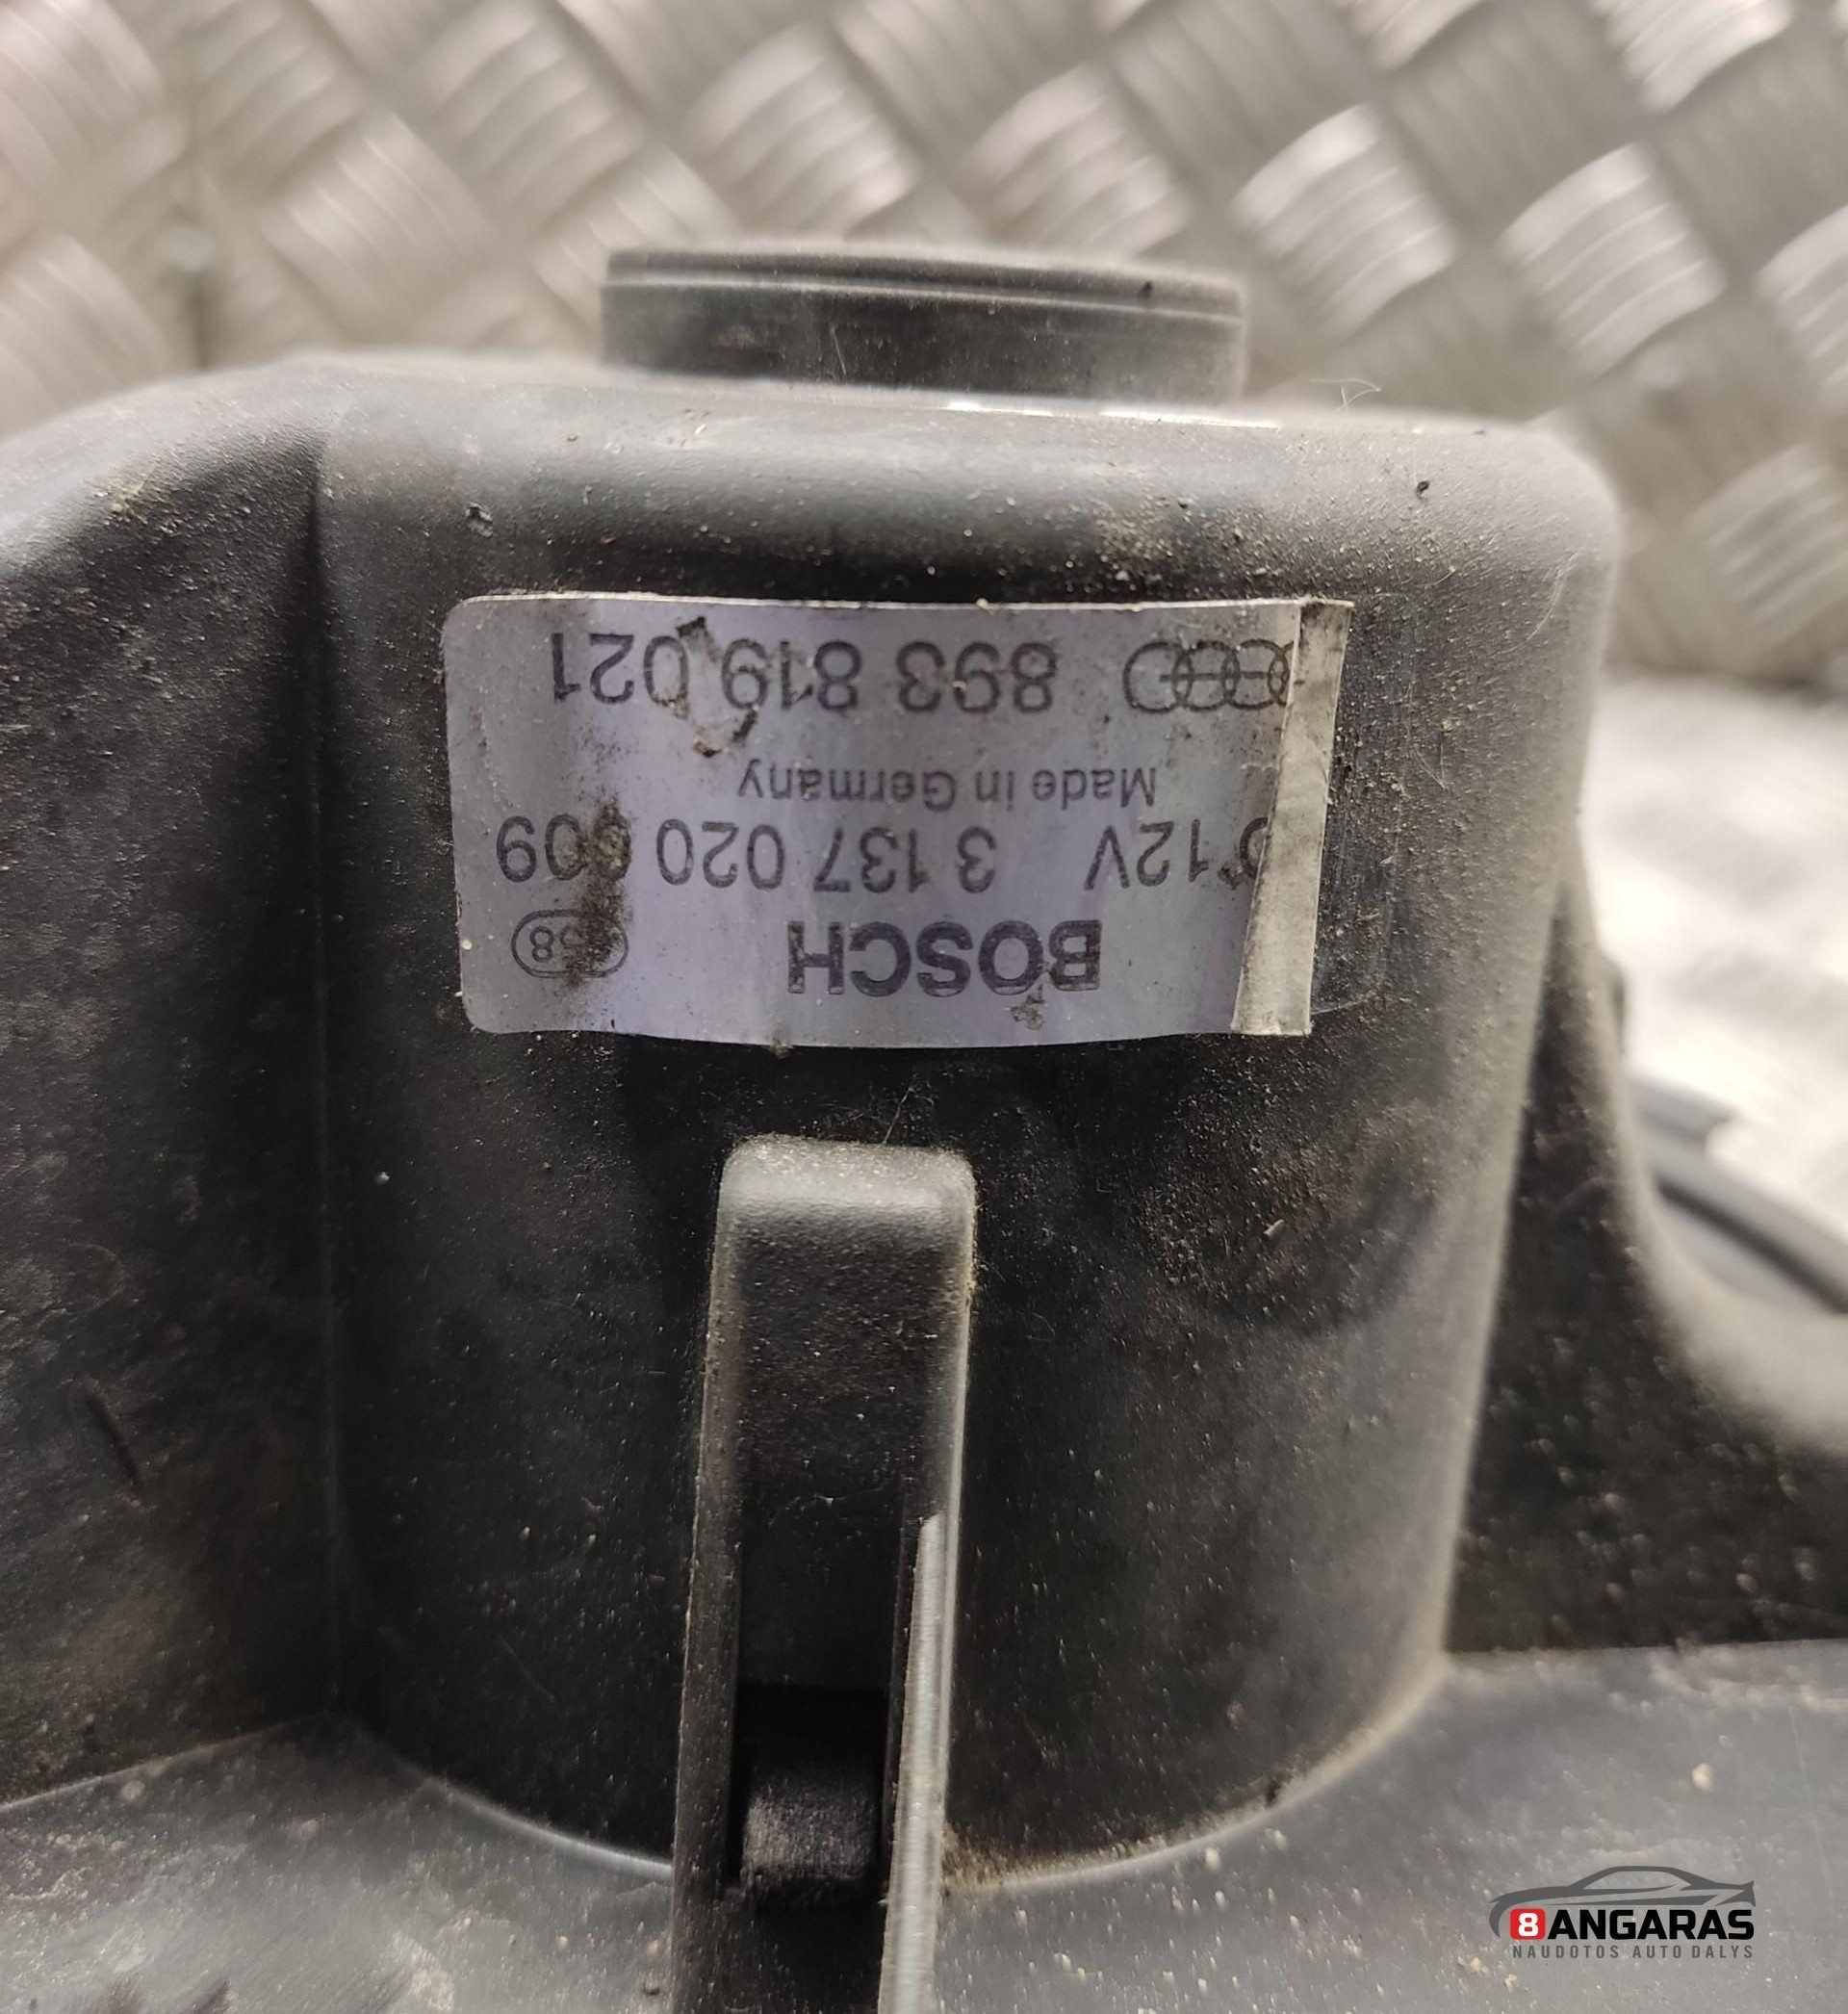 BOSCH
12V 3 137 020
Made in Germany
893 819 021
8ANGARAS
NAUDOTOS AUTO DALYS